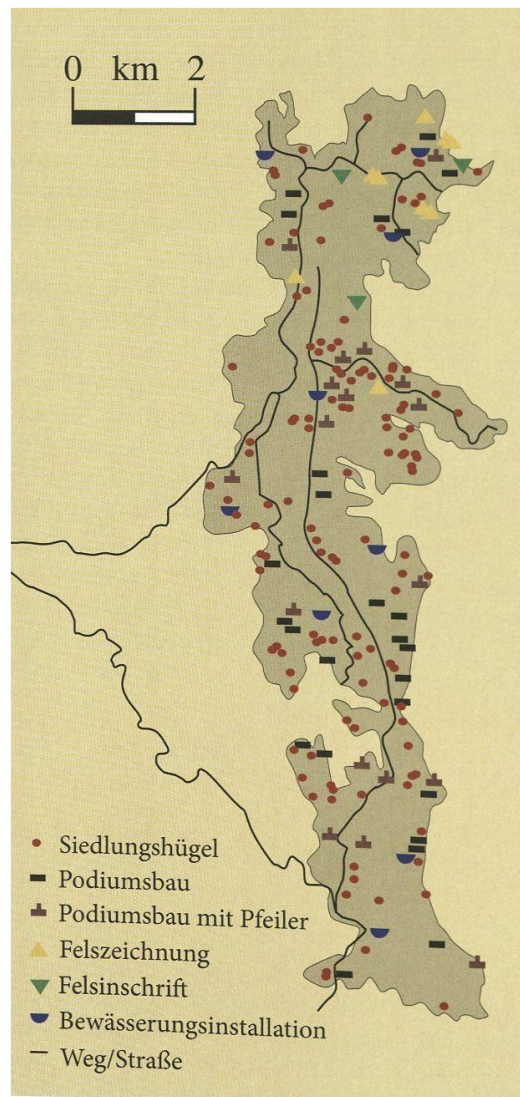 0 km 2
Siedlungshügel
Podiumsbau
Podiumsbau mit Pfeiler
Felszeichnung
Felsinschrift
Bewässerungsinstallation
Weg/Straße